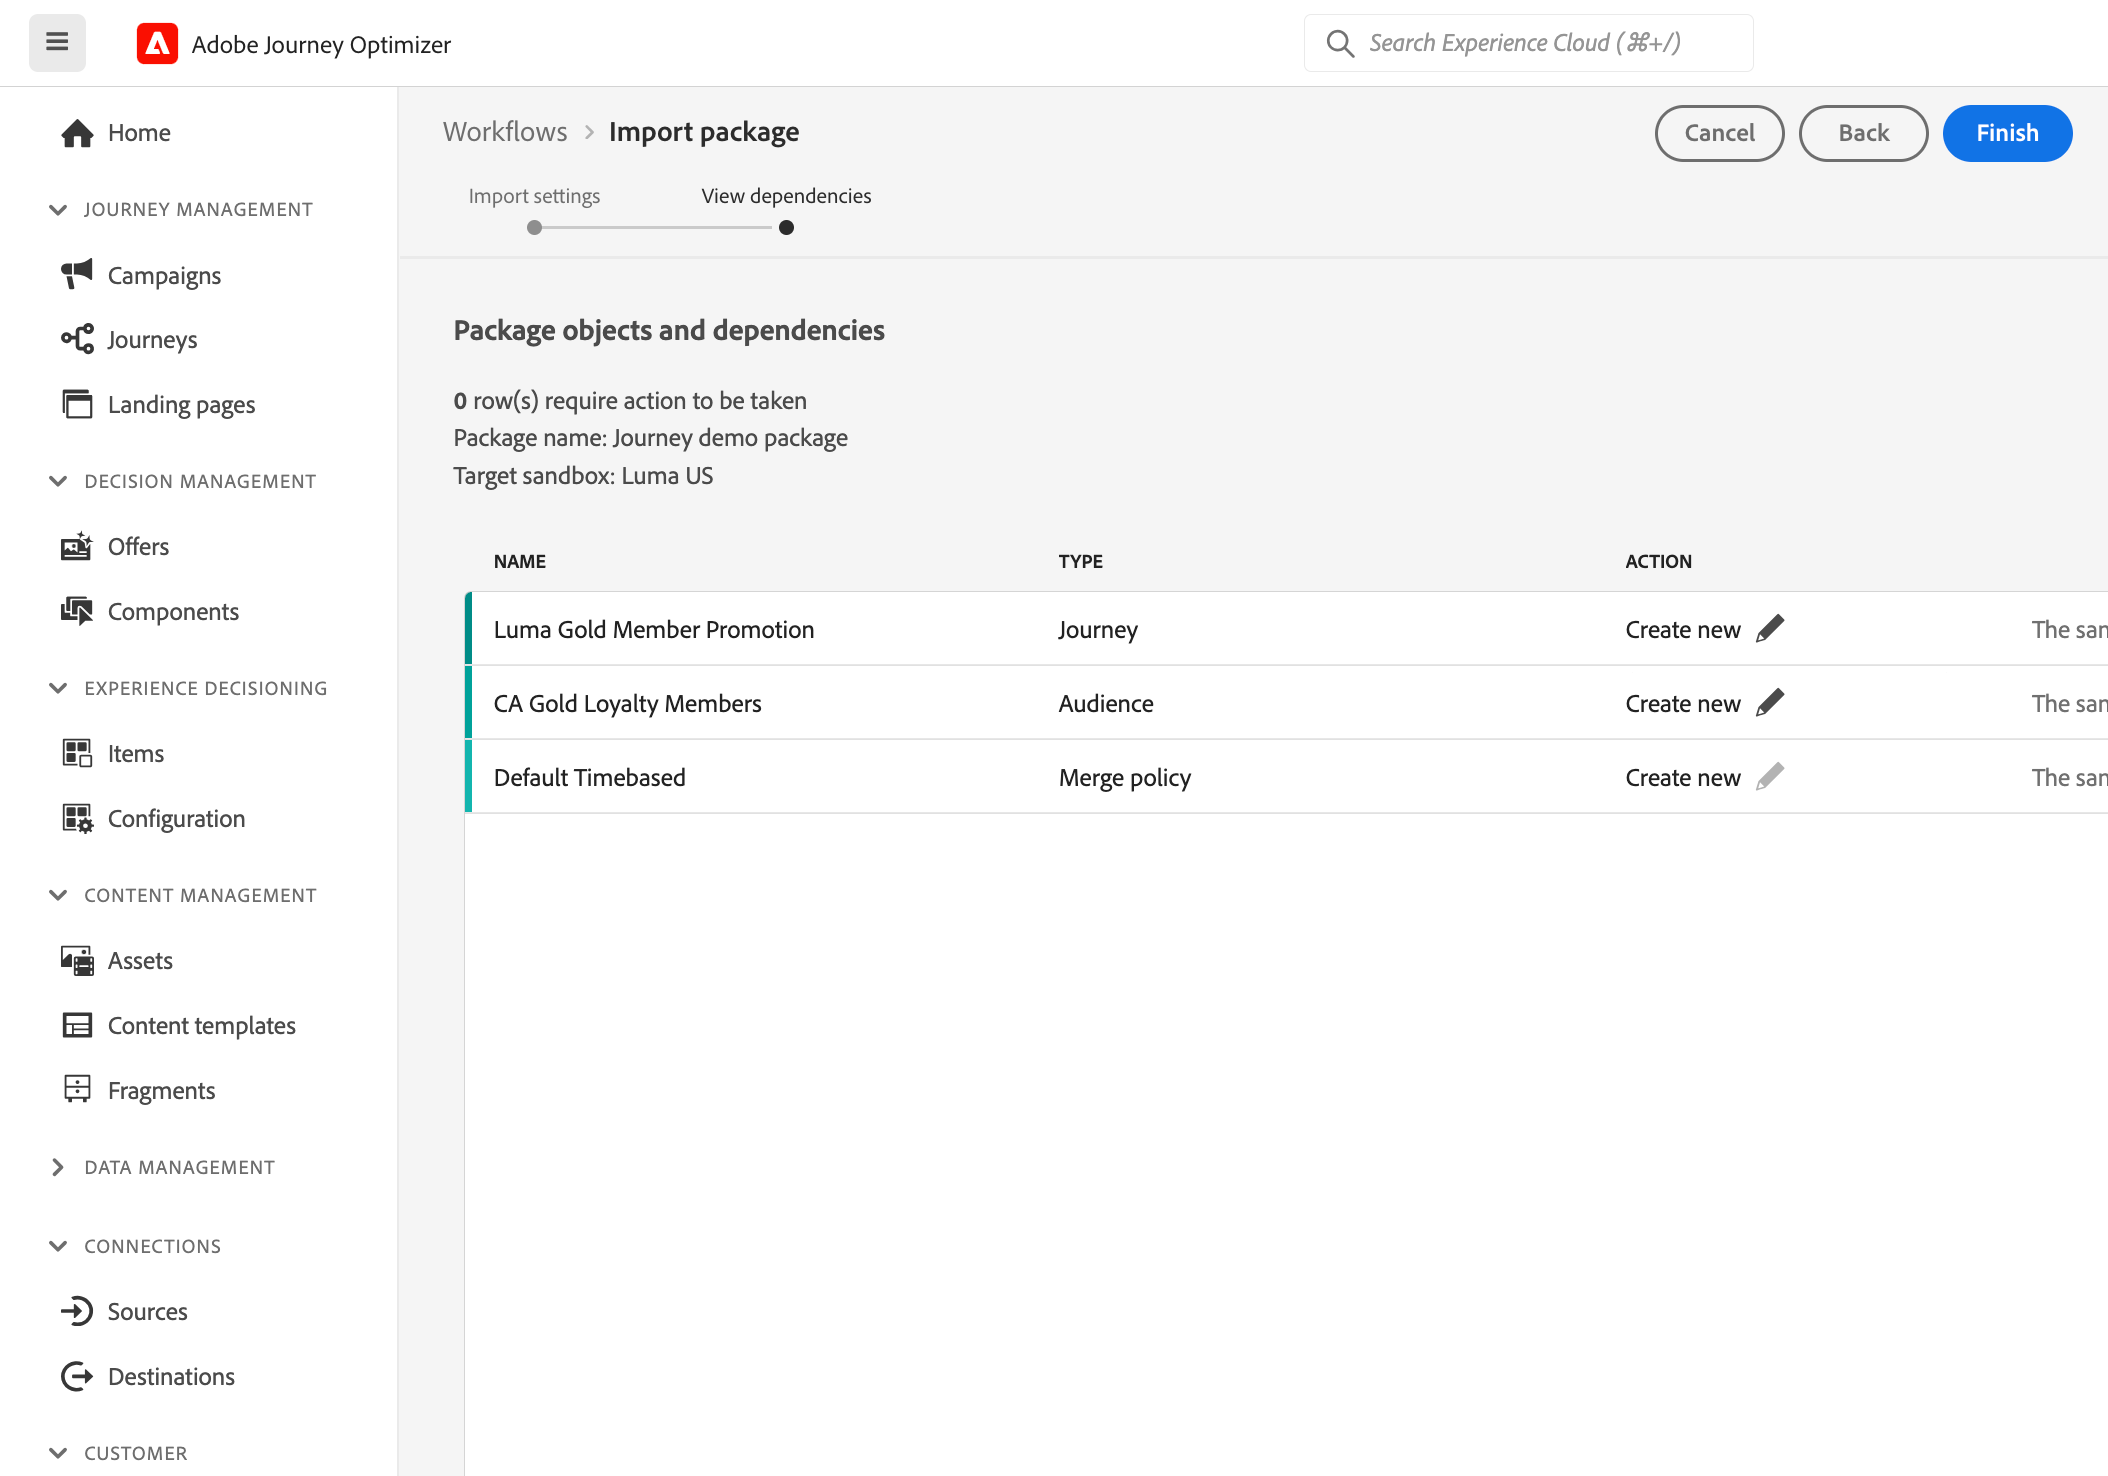 Adobe Journey Optimizer
Search Experience Cloud (⌘+/)
Home
JOURNEY MANAGEMENT
Campaigns
Journeys
Landing pages
DECISION MANAGEMENT
Offers
Components
EXPERIENCE DECISIONING
Items
Configuration
CONTENT MANAGEMENT
Assets
Content templates
Fragments
DATA MANAGEMENT
CONNECTIONS
Sources
Destinations
CUSTOMER
Workflows > Import package
Cancel Back Finish
Import settings View dependencies
Package objects and dependencies
0 row(s) require action to be taken
Package name: Journey demo package
Target sandbox: Luma US
NAME TYPE ACTION
Luma Gold Member Promotion Journey Create new The
CA Gold Loyalty Members Audience Create new The
Default Timebased Merge policy Create new The